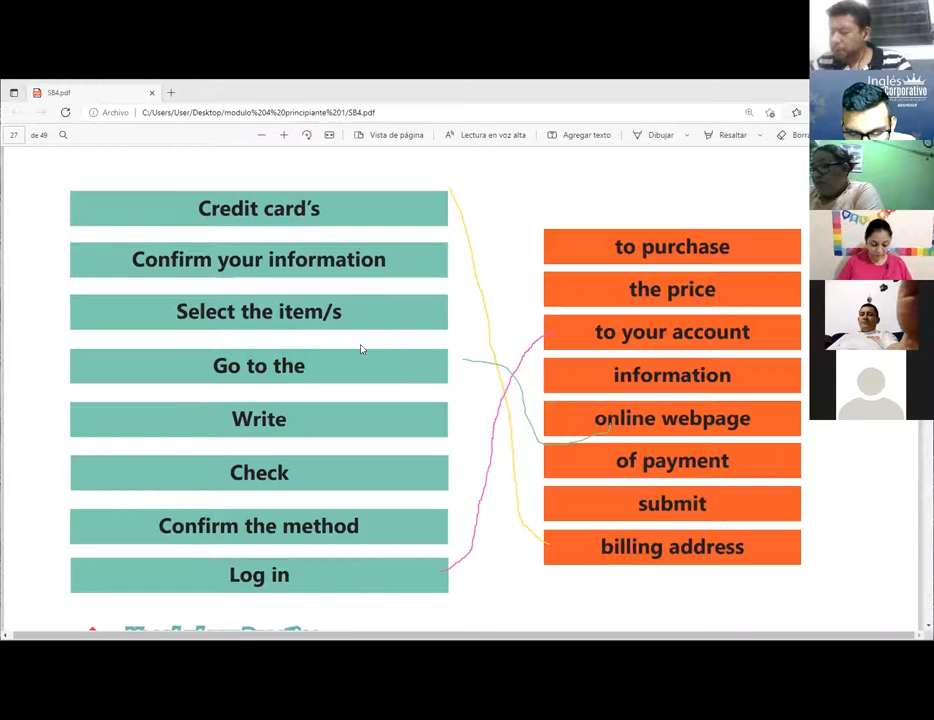 SB4.pdf
Archivo
C:/Users/User/Desktop/modulo%204%20principiante%201/SB4.pdf
27 de 49
Vista de página
Lectura en voz alta
Agregar texto
Dibujar
Resaltar
Credit card's
Confirm your information
Select the item/s
Go to the
Write
Check
Confirm the method
Log in
to purchase
the price
to your account
information
online webpage
of payment
submit
billing address
Inglés